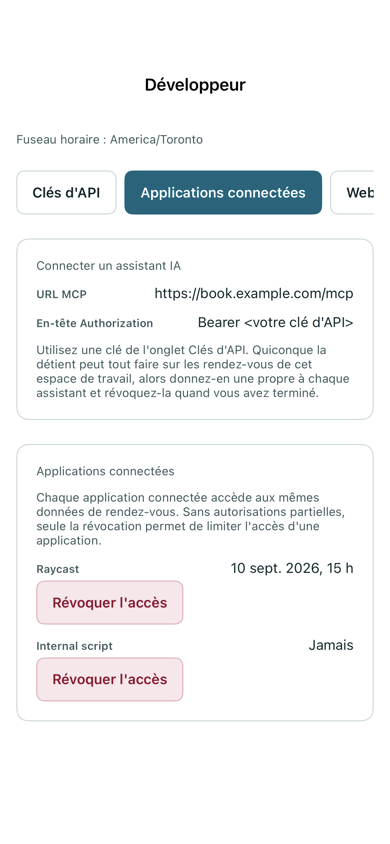 Développeur
Fuseau horaire : America/Toronto
Clés d'API
Applications connectées
Web
Connecter un assistant IA
URL MCP
https://book.example.com/mcp
En-tête Authorization
Bearer <votre clé d'API>
Utilisez une clé de l'onglet Clés d'API. Quiconque la
détient peut tout faire sur les rendez-vous de cet
espace de travail, alors donnez-en une propre à chaque
assistant et révoquez-la quand vous avez terminé.
Applications connectées
Chaque application connectée accède aux mêmes
données de rendez-vous. Sans autorisations partielles,
seule la révocation permet de limiter l'accès d'une
application.
Raycast
10 sept. 2026, 15 h
Révoquer l'accès
Internal script
Jamais
Révoquer l'accès